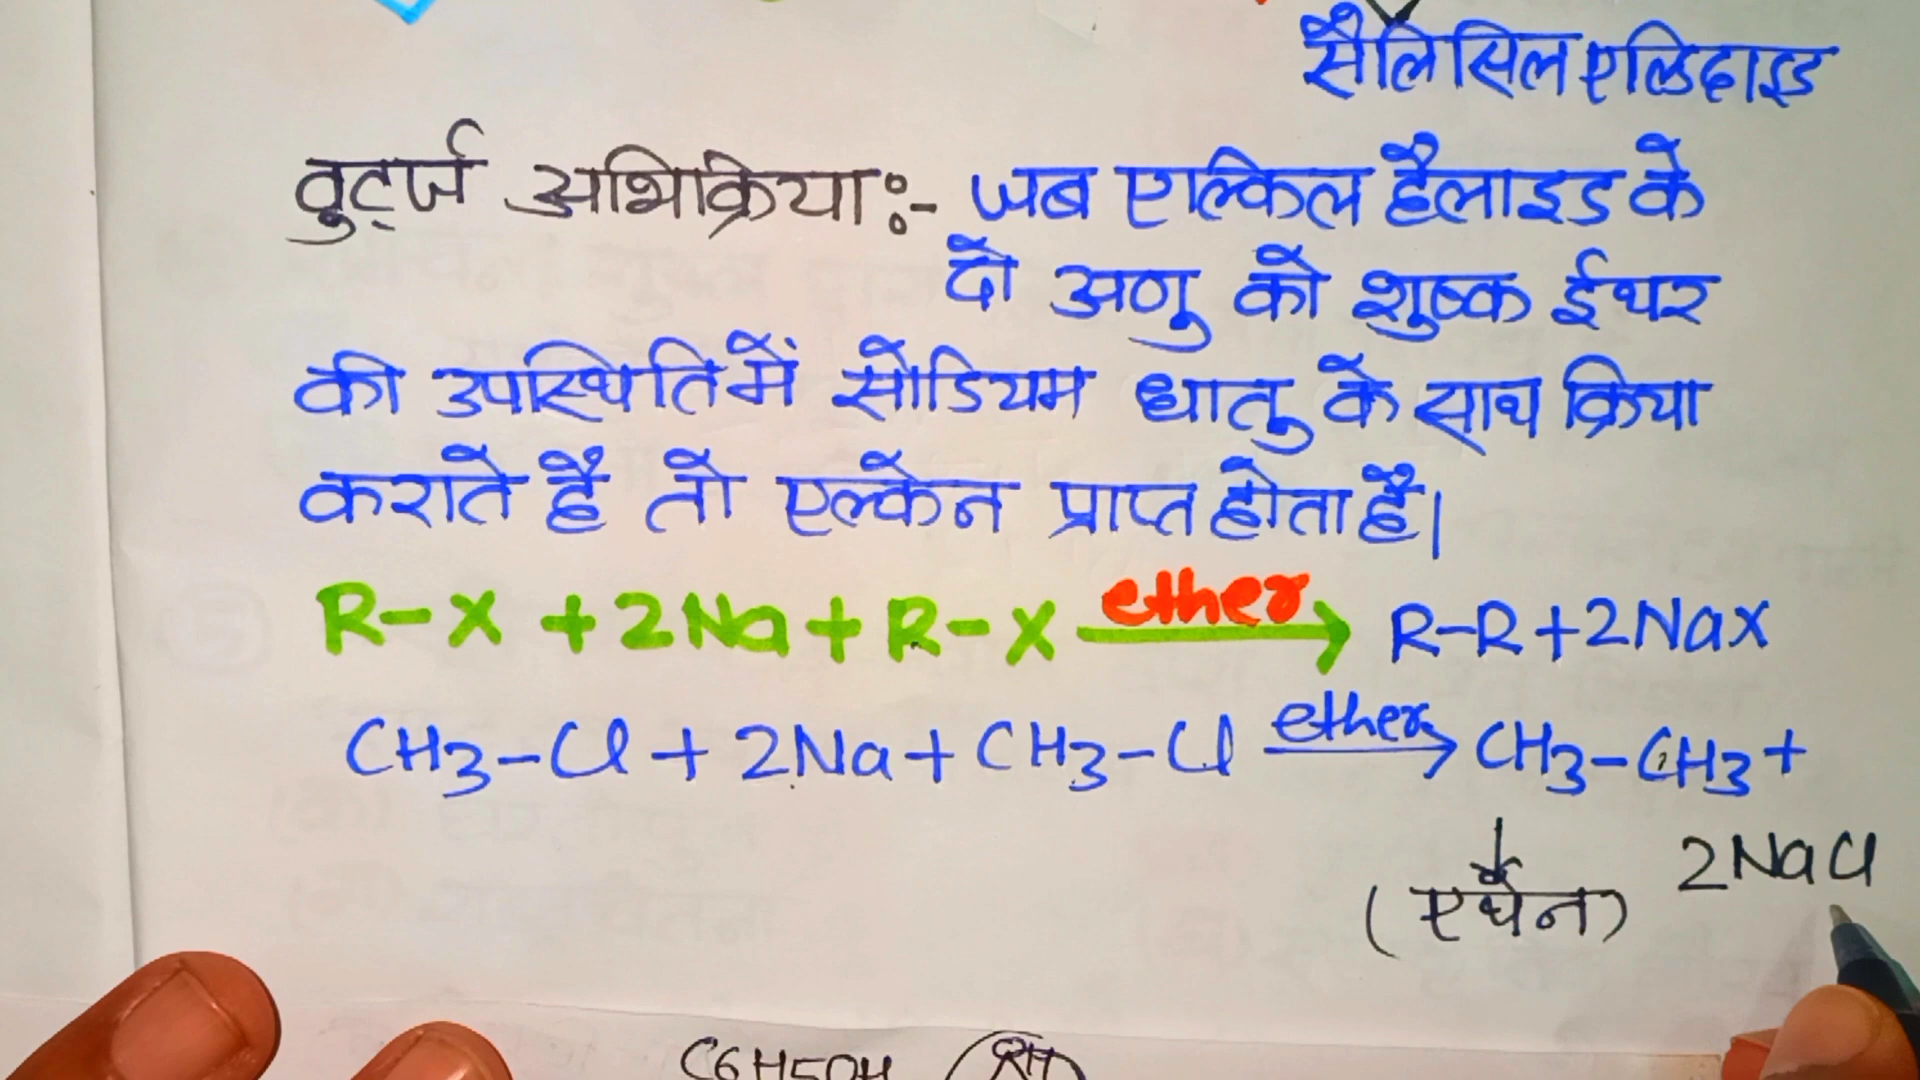 सैलिसिलएल्डिहाइड
वुर्ट्ज अभिक्रिया:- जब एल्किल हैलाइड के
दो अणु को शुष्क ईथर
की उपस्थिति में सोडियम धातु के साथ क्रिया
कराते है तो एल्केन प्राप्त होता है।
R-X + 2Na + R-X ether → R-R + 2NaX
CH3-Cl + 2Na + CH3-Cl ether → CH3-CH3 +
↓ 2NaCl
(एथेन)
C6H5OH